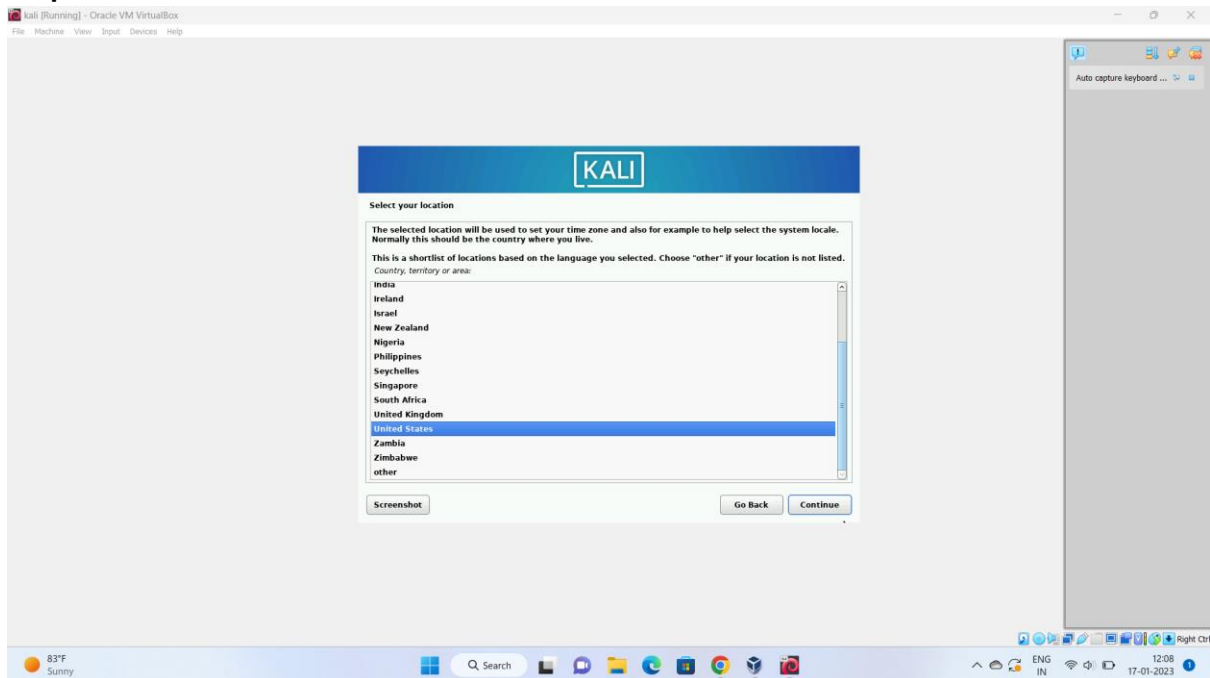 kali [Running] - Oracle VM VirtualBox
File Machine View Input Devices Help
Auto capture keyboard ...
KALI
Select your location
The selected location will be used to set your time zone and also for example to help select the system locale.
Normally this should be the country where you live.
This is a shortlist of locations based on the language you selected. Choose "other" if your location is not listed.
Country, territory or area:
India
Ireland
Israel
New Zealand
Nigeria
Philippines
Seychelles
Singapore
South Africa
United Kingdom
United States
Zambia
Zimbabwe
other
Screenshot
Go Back
Continue
Right Ctrl
83°F
Sunny
Search
ENG
IN
12:08
17-01-2023
1